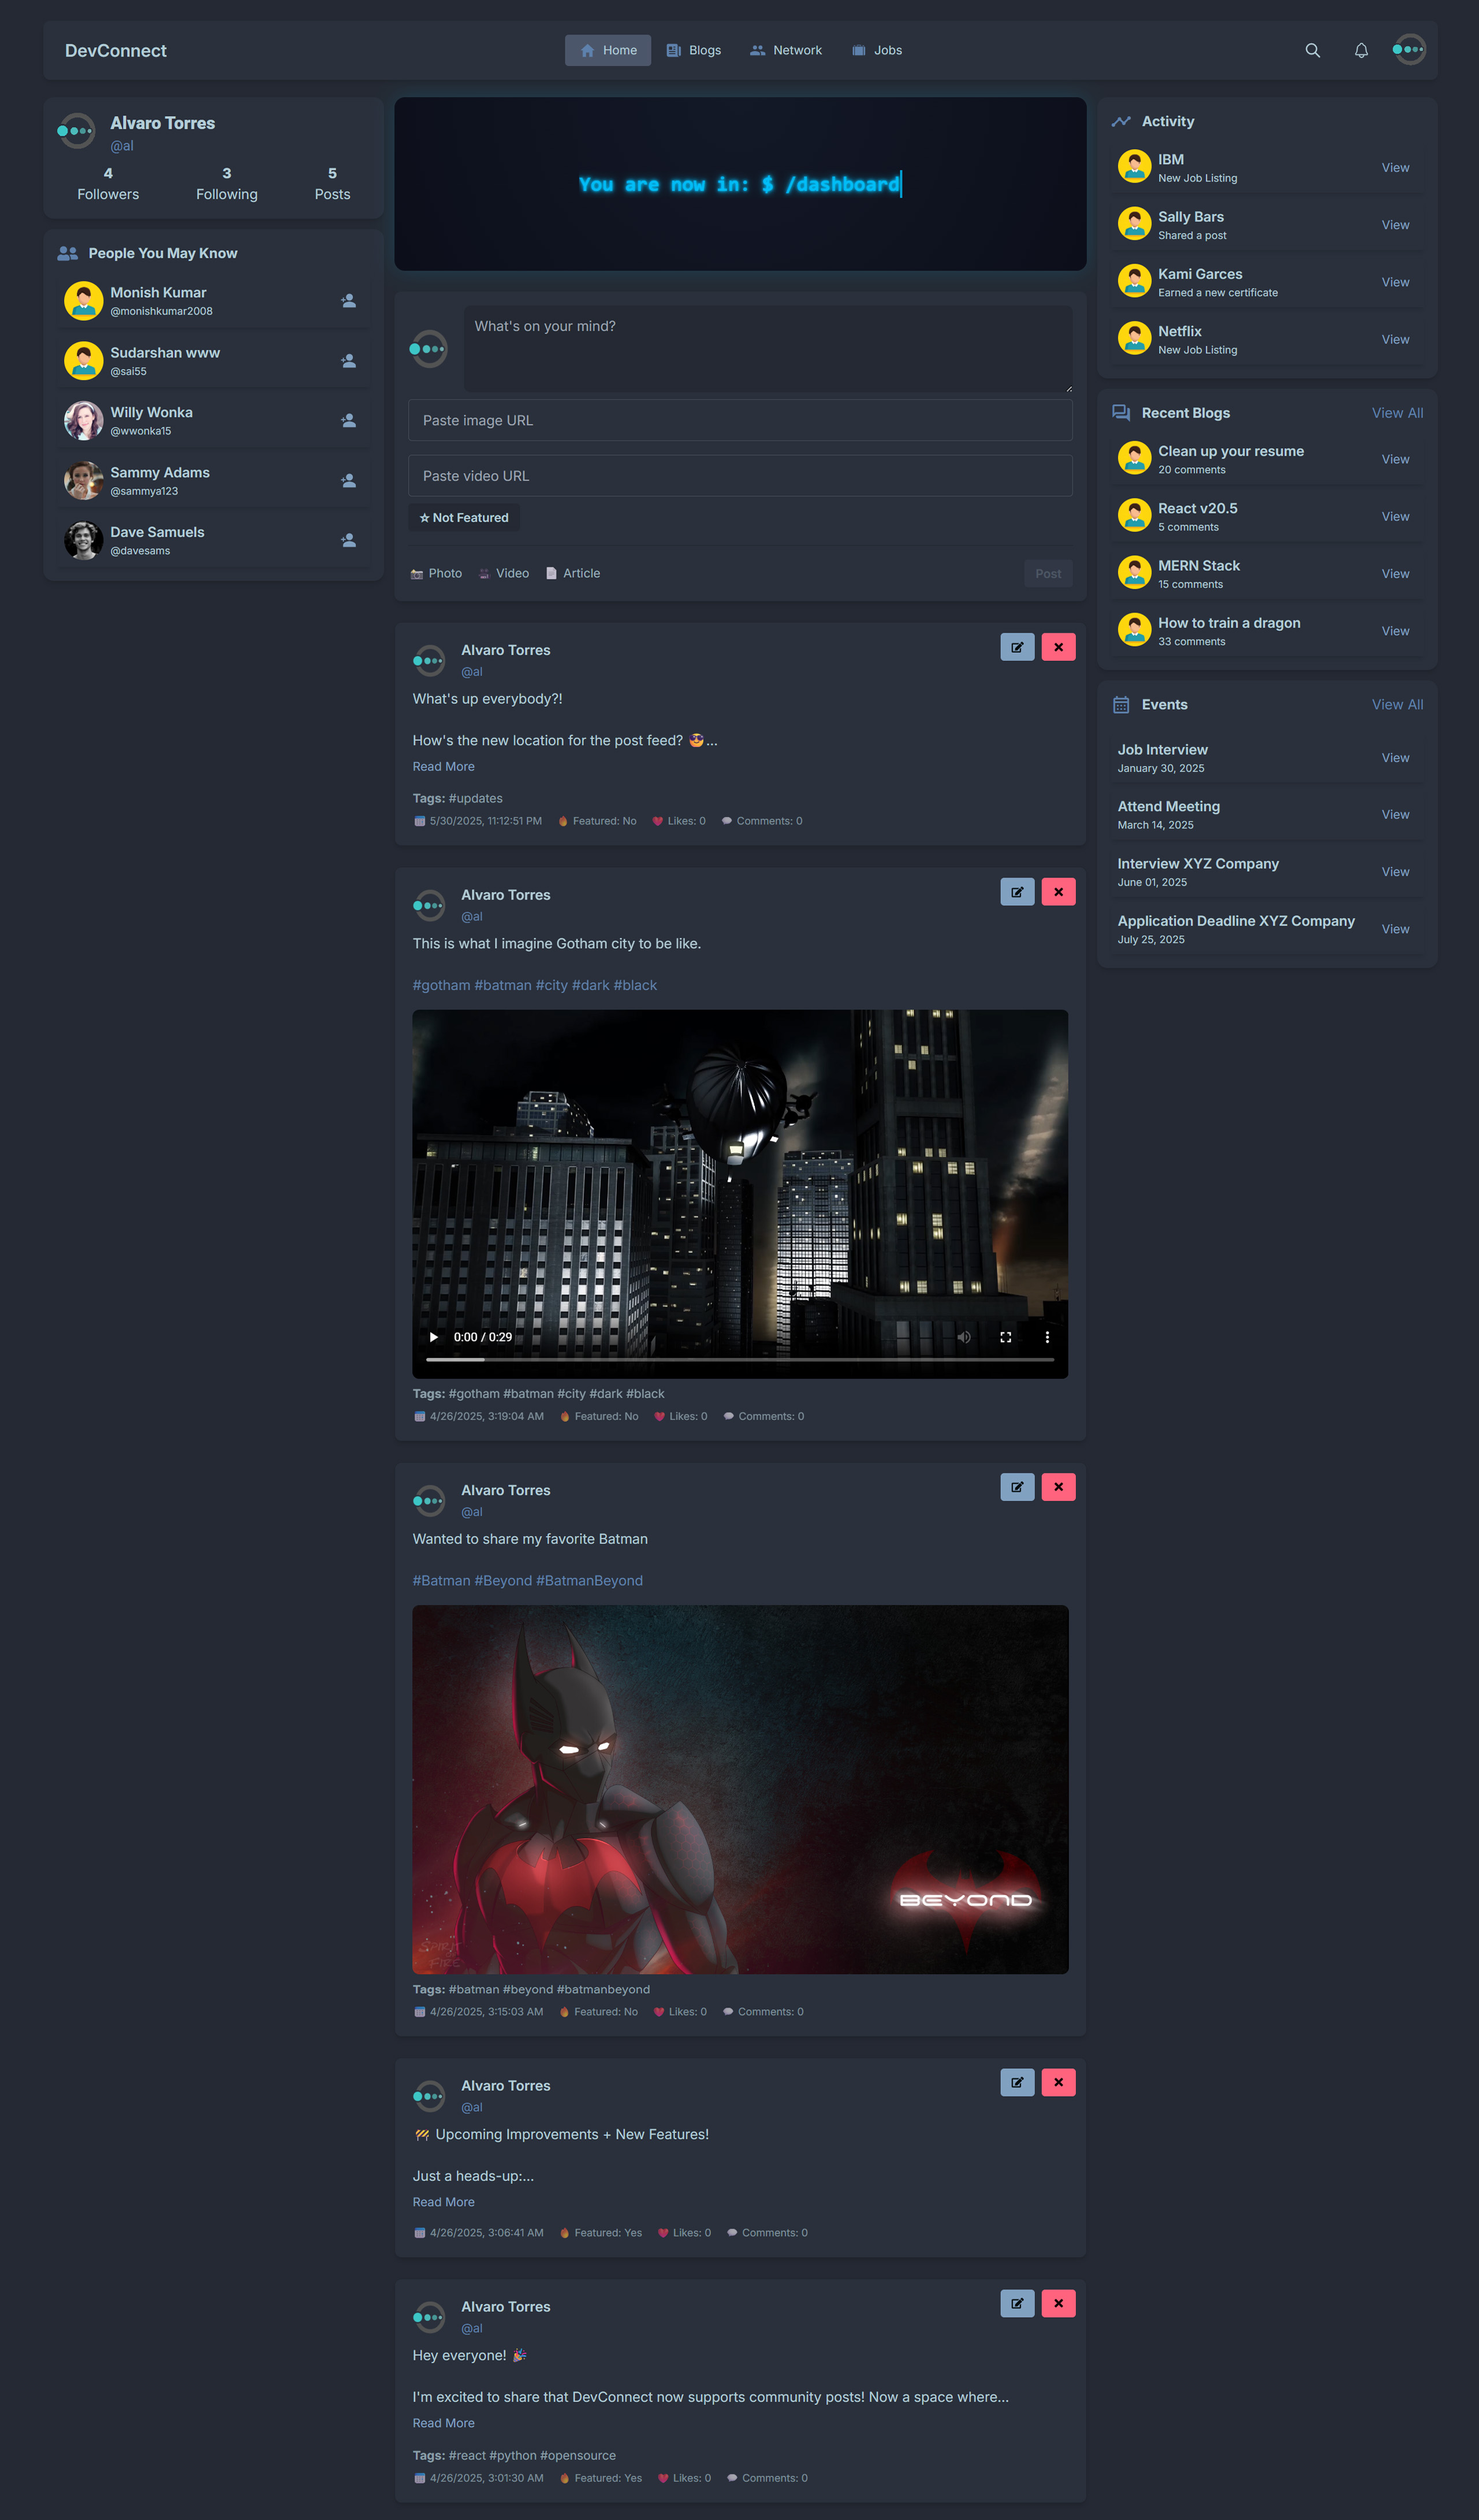 DevConnect
Home
Blogs
Network
Jobs
Alvaro Torres
@al
4
Followers
3
Following
5
Posts
People You May Know
Monish Kumar
@monishkumar2008
Sudarshan www
@sai55
Willy Wonka
@wwonka15
Sammy Adams
@sammya123
Dave Samuels
@davesams
You are now in: $ /dashboard
What's on your mind?
Paste image URL
Paste video URL
☆ Not Featured
📸 Photo
🎥 Video
📄 Article
Post
Alvaro Torres
@al
What's up everybody?!
How's the new location for the post feed? 😎...
Read More
Tags: #updates
📅 5/30/2025, 11:12:51 PM 🔥 Featured: No ❤️ Likes: 0 💬 Comments: 0
Alvaro Torres
@al
This is what I imagine Gotham city to be like.
#gotham #batman #city #dark #black
0:00 / 0:29
Tags: #gotham #batman #city #dark #black
📅 4/26/2025, 3:19:04 AM 🔥 Featured: No ❤️ Likes: 0 💬 Comments: 0
Alvaro Torres
@al
Wanted to share my favorite Batman
#Batman #Beyond #BatmanBeyond
BEYOND
SPIRIT
FIRE
Tags: #batman #beyond #batmanbeyond
📅 4/26/2025, 3:15:03 AM 🔥 Featured: No ❤️ Likes: 0 💬 Comments: 0
Alvaro Torres
@al
🚧 Upcoming Improvements + New Features!
Just a heads-up:...
Read More
📅 4/26/2025, 3:06:41 AM 🔥 Featured: Yes ❤️ Likes: 0 💬 Comments: 0
Alvaro Torres
@al
Hey everyone! 🎉
I'm excited to share that DevConnect now supports community posts! Now a space where...
Read More
Tags: #react #python #opensource
📅 4/26/2025, 3:01:30 AM 🔥 Featured: Yes ❤️ Likes: 0 💬 Comments: 0
Activity
IBM
New Job Listing
View
Sally Bars
Shared a post
View
Kami Garces
Earned a new certificate
View
Netflix
New Job Listing
View
Recent Blogs
View All
Clean up your resume
20 comments
View
React v20.5
5 comments
View
MERN Stack
15 comments
View
How to train a dragon
33 comments
View
Events
View All
Job Interview
January 30, 2025
View
Attend Meeting
March 14, 2025
View
Interview XYZ Company
June 01, 2025
View
Application Deadline XYZ Company
July 25, 2025
View